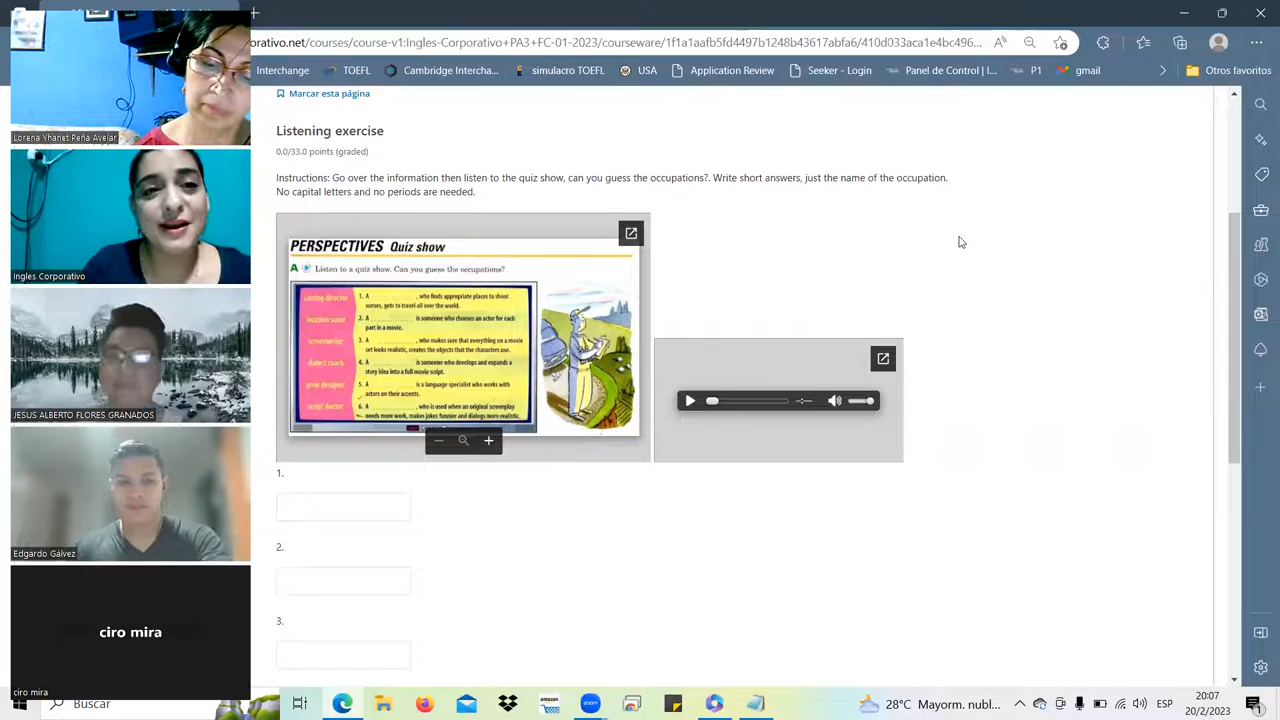 Lorena Yhanet Peña Avelar
Ingles Corporativo
JESUS ALBERTO FLORES GRANADOS
Edgardo Gálvez
ciro mira
ciro mira
orativo.net/courses/course-v1:Ingles-Corporativo+PA3+FC-01-2023/courseware/1f1a1aafb5fd4497b1248b43617abfa6/410d333aca1e4bc496...
Interchange
TOEFL
Cambridge Intercha...
simulacro TOEFL
USA
Application Review
Seeker - Login
Panel de Control | I...
P1
gmail
Otros favoritos
Marcar esta página
Listening exercise
0.0/33.0 points (graded)
Instructions: Go over the information then listen to the quiz show, can you guess the occupations?. Write short answers, just the name of the occupation.
No capital letters and no periods are needed.
PERSPECTIVES Quiz show
A Listen to a quiz show. Can you guess the occupations?
casting director
location scout
screenwriter
dialect coach
prop designer
script doctor
1. A ............, who finds appropriate places to shoot
scenes, gets to travel all over the world.
2. A ............ is someone who chooses an actor for each
part in a movie.
3. A ............, who makes sure that everything on a movie
set looks realistic, creates the objects that the characters use.
4. A ............ is someone who develops and expands a
story idea into a full movie script.
5. A ............ is a language specialist who works with
actors on their accents.
6. A ............, who is used when an original screenplay
needs more work, makes jokes funnier and dialogs more realistic.
1.
2.
3.
Buscar
amazon
zoom
28°C Mayorm. nubl...
20:07
20/2/2023